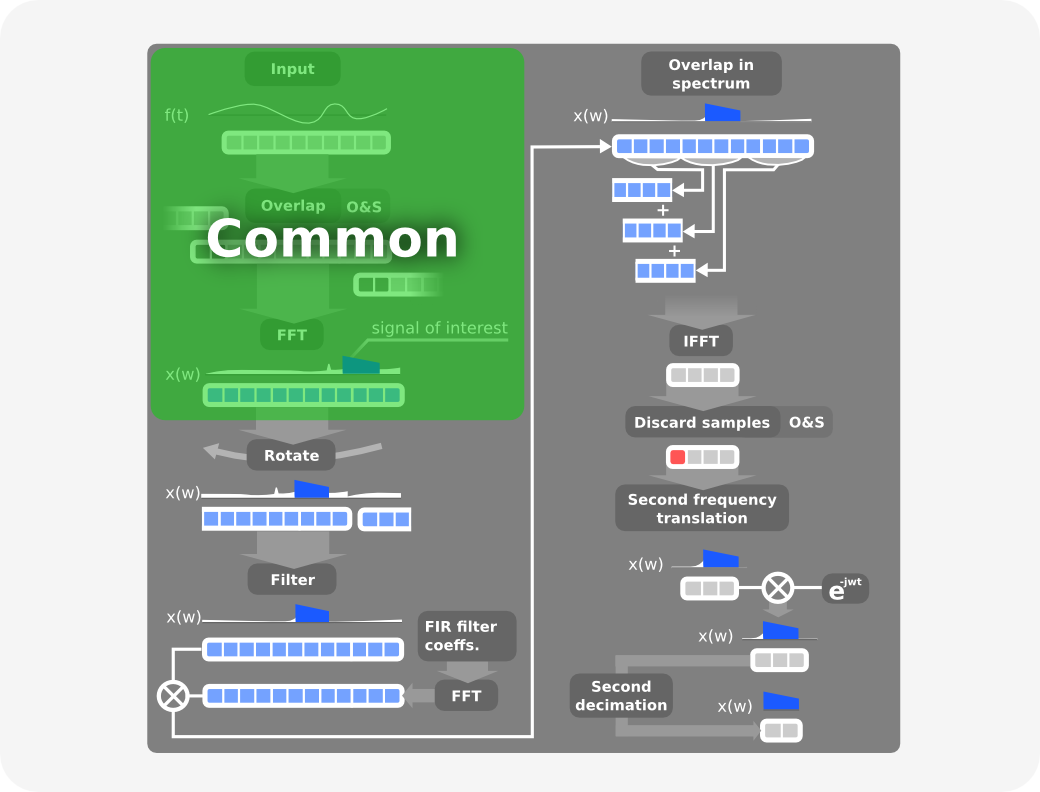 Input
f(t)
Overlap O&S
Common
FFT
signal of interest
x(w)
Rotate
x(w)
Filter
x(w)
FIR filter
coeffs.
FFT
Overlap in
spectrum
x(w)
+
+
IFFT
Discard samples O&S
Second frequency
translation
x(w)
e-jwt
x(w)
Second
decimation
x(w)